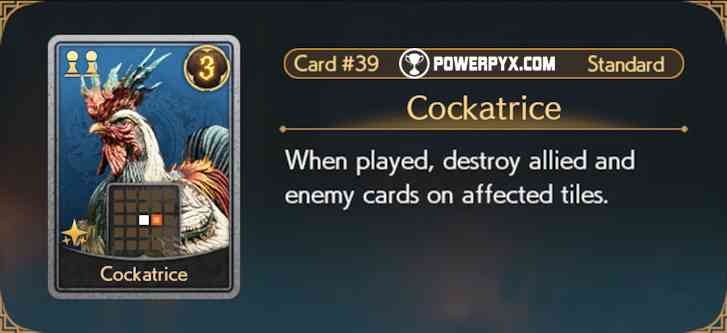 3
Cockatrice
Card #39 POWERPYX.COM Standard
Cockatrice
When played, destroy allied and
enemy cards on affected tiles.